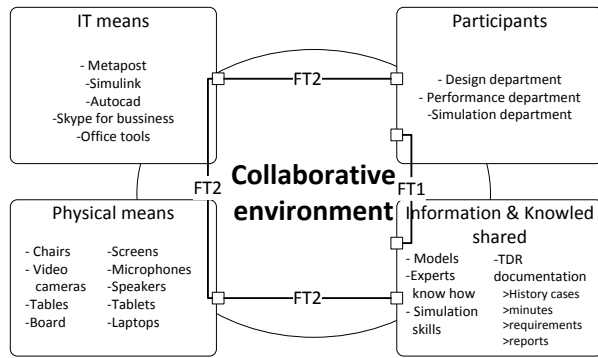 IT means
- Metapost
- Simulink
- Autocad
- Skype for bussiness
-Office tools
Participants
- Design department
- Performance department
-Simulation department
FT2
FT2
Collaborative
environment
FT1
Physical means
- Chairs
- Video
cameras
-Tables
-Board
-Screens
-Microphones
-Speakers
-Tablets
-Laptops
FT2
Information & Knowled
shared
- Models
-Experts
know how
- Simulation
skills
-TDR
documentation
>History cases
>minutes
>requirements
>reports